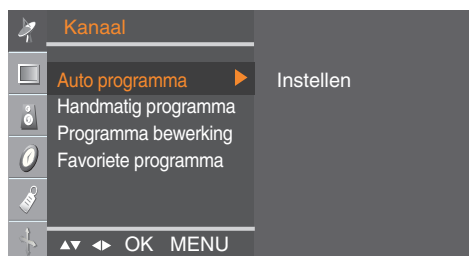 Kanaal
Auto programma Instellen
Handmatig programma
Programma bewerking
Favoriete programma
OK MENU